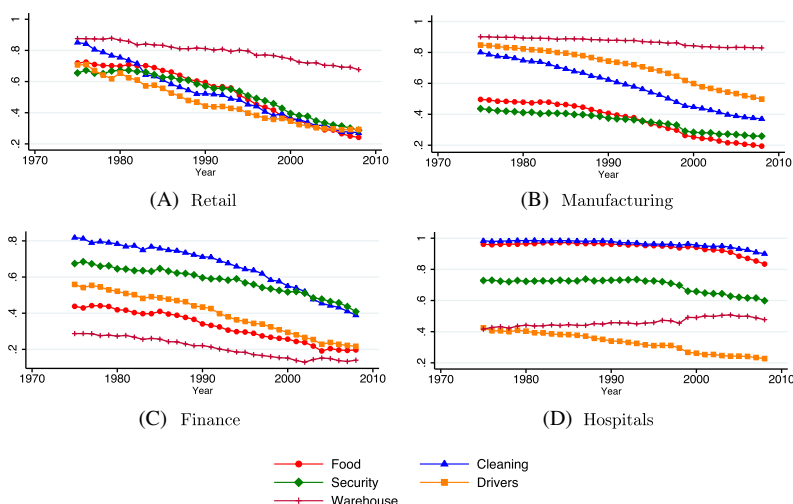 1
.8
.6
.4
.2
1970 1980 1990 2000 2010
Year
(A) Retail
1
.8
.6
.4
.2
1970 1980 1990 2000 2010
Year
(B) Manufacturing
.8
.6
.4
.2
1970 1980 1990 2000 2010
Year
(C) Finance
1
.8
.6
.4
.2
1970 1980 1990 2000 2010
Year
(D) Hospitals
Food Cleaning
Security Drivers
Warehouse